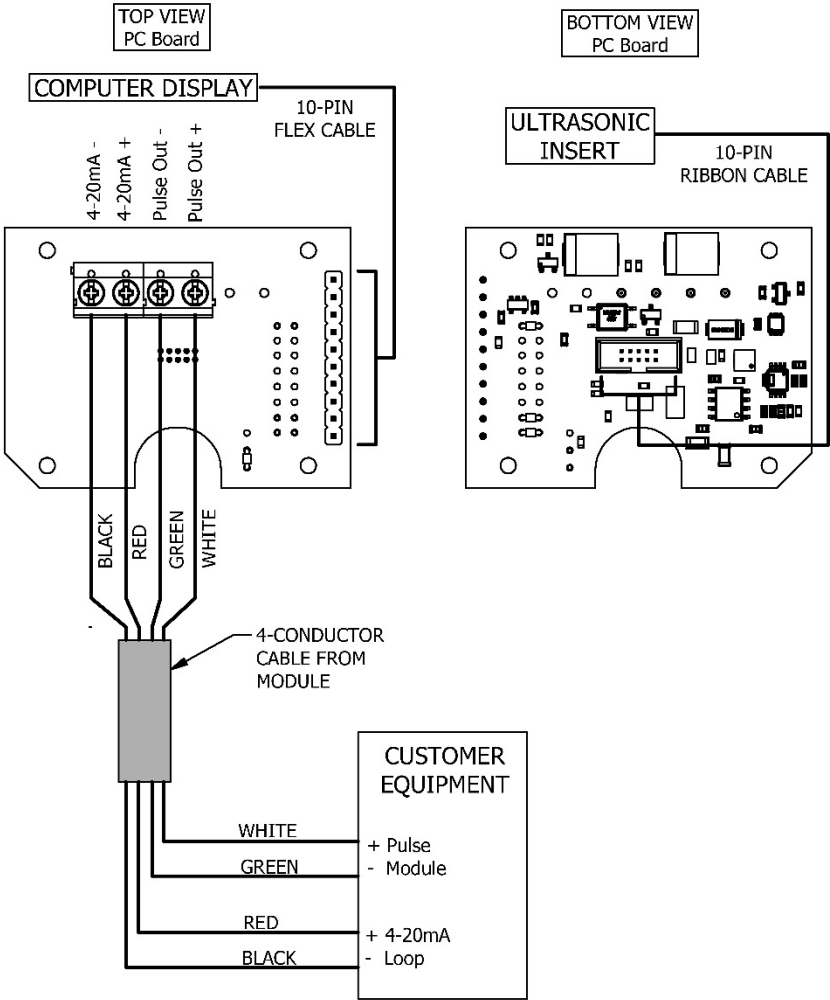 TOP VIEW
PC Board
BOTTOM VIEW
PC Board
COMPUTER DISPLAY
10-PIN
FLEX CABLE
ULTRASONIC
INSERT
10-PIN
RIBBON CABLE
4-20mA -
4-20mA +
Pulse Out -
Pulse Out +
BLACK
RED
GREEN
WHITE
4-CONDUCTOR
CABLE FROM
MODULE
CUSTOMER
EQUIPMENT
WHITE
+ Pulse
GREEN
- Module
RED
+ 4-20mA
BLACK
- Loop